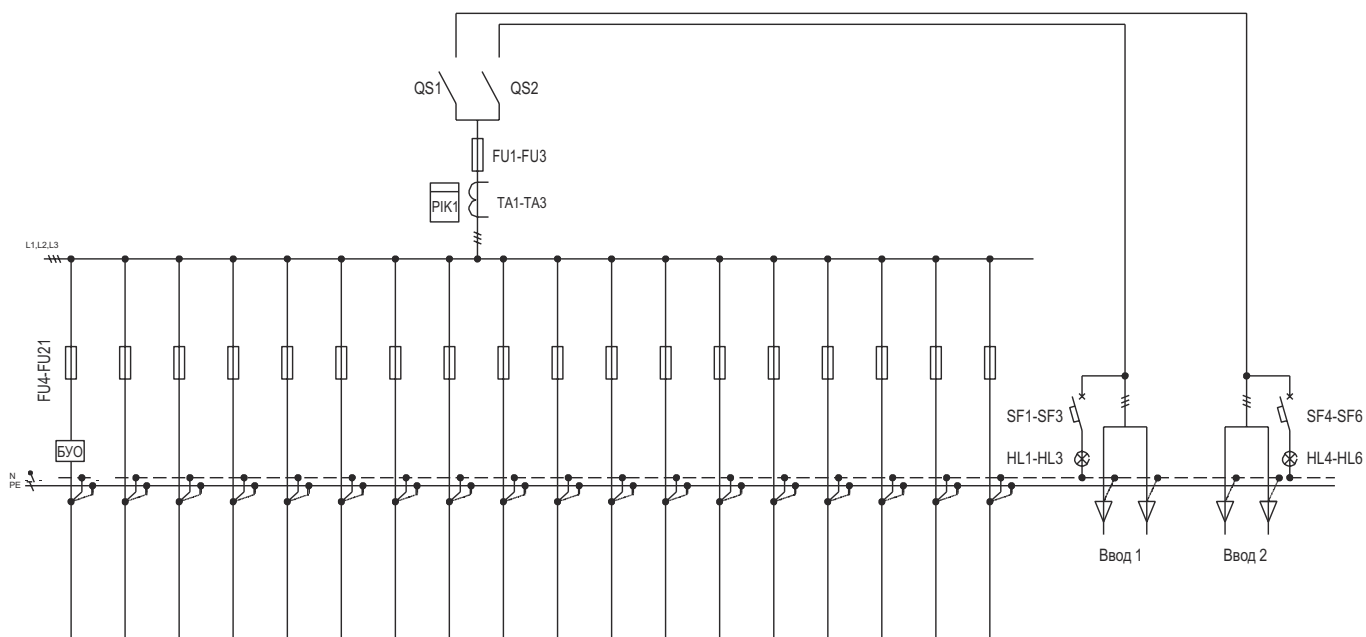 QS1
QS2
FU1-FU3
PIK1
TA1-TA3
L1,L2,L3
FU4-FU21
SF1-SF3
SF4-SF6
БУО
HL1-HL3
HL4-HL6
N
PE
Ввод 1
Ввод 2